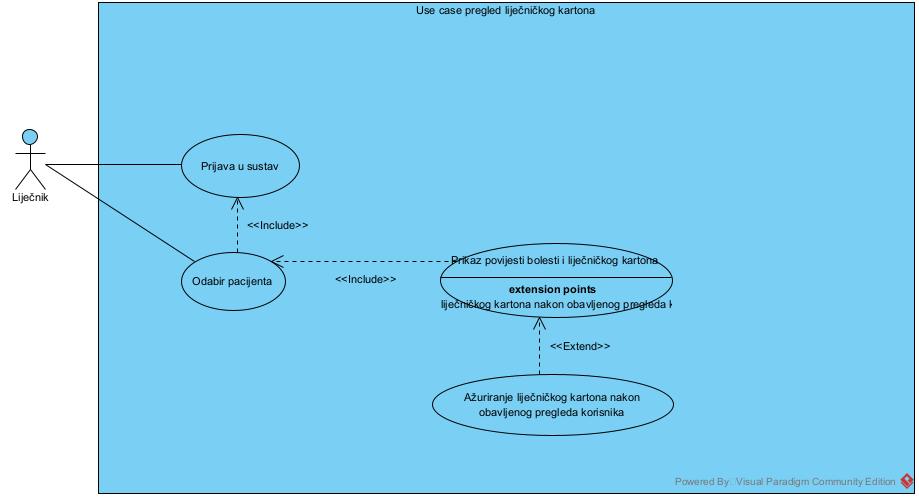 Use case pregled liječničkog kartona
Prijava u sustav
Liječnik
<<Include>>
Prikaz povijesti bolesti i liječničkog kartona
Odabir pacijenta
<<Include>>
extension points
liječničkog kartona nakon obavljenog pregleda k
<<Extend>>
Ažuriranje liječničkog kartona nakon
obavljenog pregleda korisnika
Powered By: Visual Paradigm Community Edition